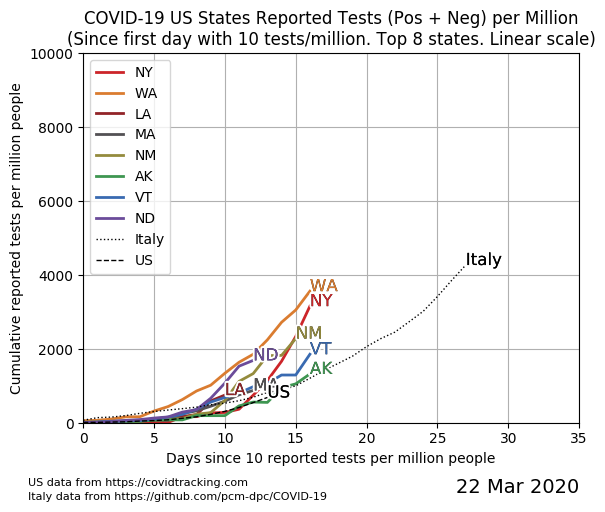 COVID-19 US States Reported Tests (Pos + Neg) per Million
(Since first day with 10 tests/million. Top 8 states. Linear scale)
Cumulative reported tests per million people
10000
8000
6000
4000
2000
0
NY
WA
LA
MA
NM
AK
VT
ND
Italy
US
Italy
WA
NY
NM
VT
ND
AK
LA
MA
US
0 5 10 15 20 25 30 35
Days since 10 reported tests per million people
US data from https://covidtracking.com
Italy data from https://github.com/pcm-dpc/COVID-19
22 Mar 2020